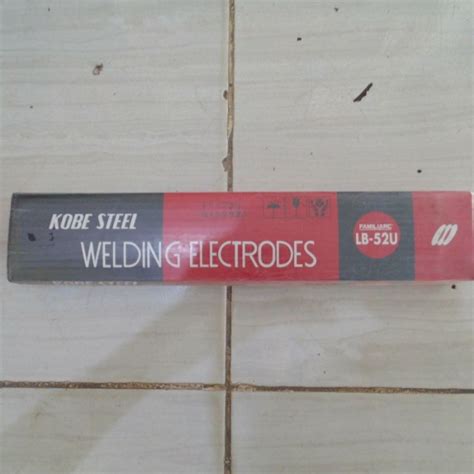 KOBE STEEL
WELDING ELECTRODES
FAMILIARC
LB-52U